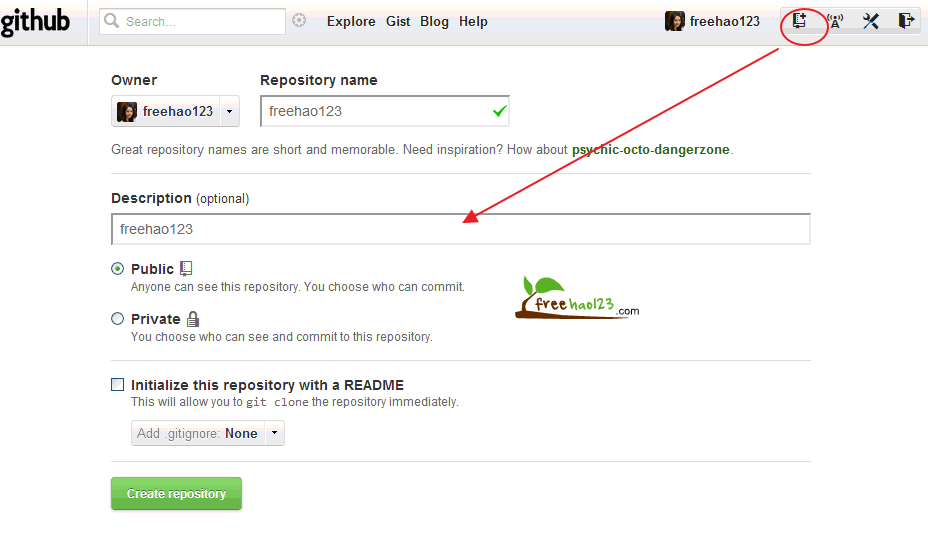 github
Search...
Explore Gist Blog Help
freehao123
Owner
Repository name
freehao123
freehao123
Great repository names are short and memorable. Need inspiration? How about psychic-octo-dangerzone.
Description (optional)
freehao123
Public
Anyone can see this repository. You choose who can commit.
freehao123.com
Private
You choose who can see and commit to this repository.
Initialize this repository with a README
This will allow you to git clone the repository immediately.
Add .gitignore: None
Create repository